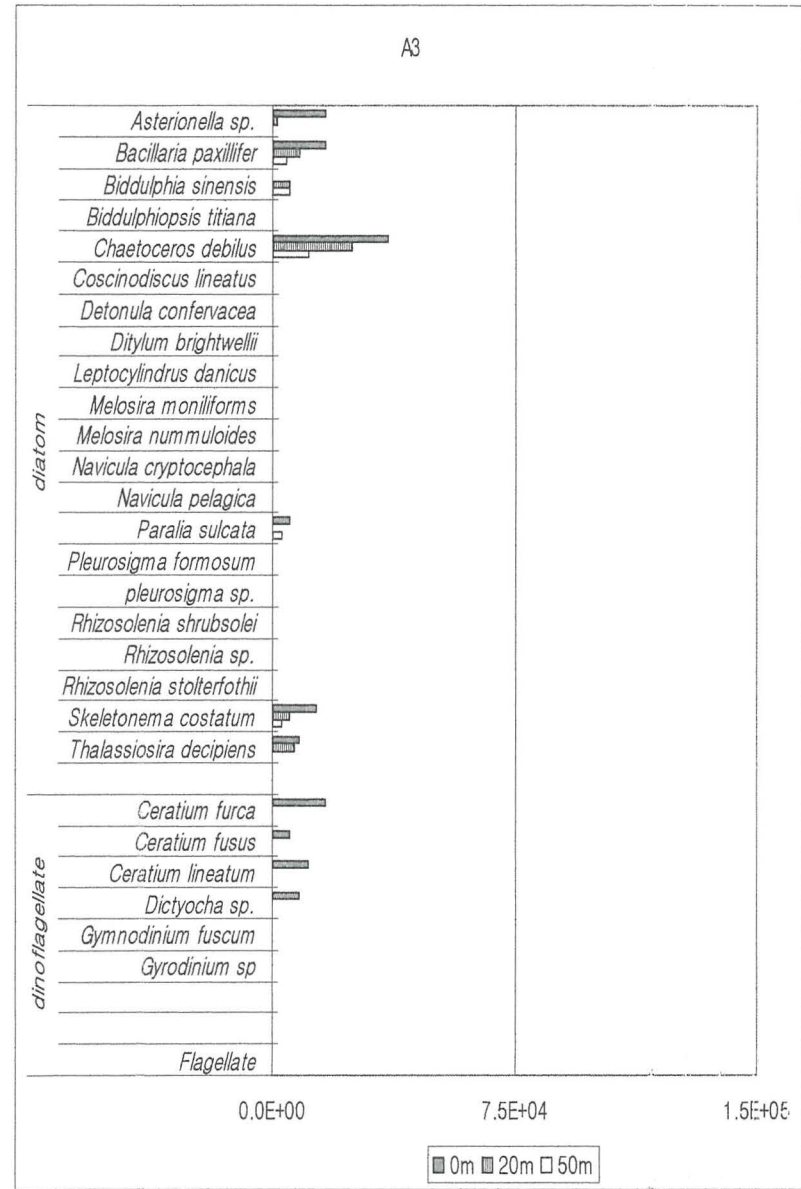 A3
diatom
Asterionella sp.
Bacillaria paxillifer
Biddulphia sinensis
Biddulphiopsis titiana
Chaetoceros debilus
Coscinodiscus lineatus
Detonula confervacea
Ditylum brightwellii
Leptocylindrus danicus
Melosira moniliforms
Melosira nummuloides
Navicula cryptocephala
Navicula pelagica
Paralia sulcata
Pleurosigma formosum
pleurosigma sp.
Rhizosolenia shrubsolei
Rhizosolenia sp.
Rhizosolenia stolterfothii
Skeletonema costatum
Thalassiosira decipiens
dinoflagellate
Ceratium furca
Ceratium fusus
Ceratium lineatum
Dictyocha sp.
Gymnodinium fuscum
Gyrodinium sp
Flagellate
0.0E+00 7.5E+04 1.5E+05
0m 20m 50m